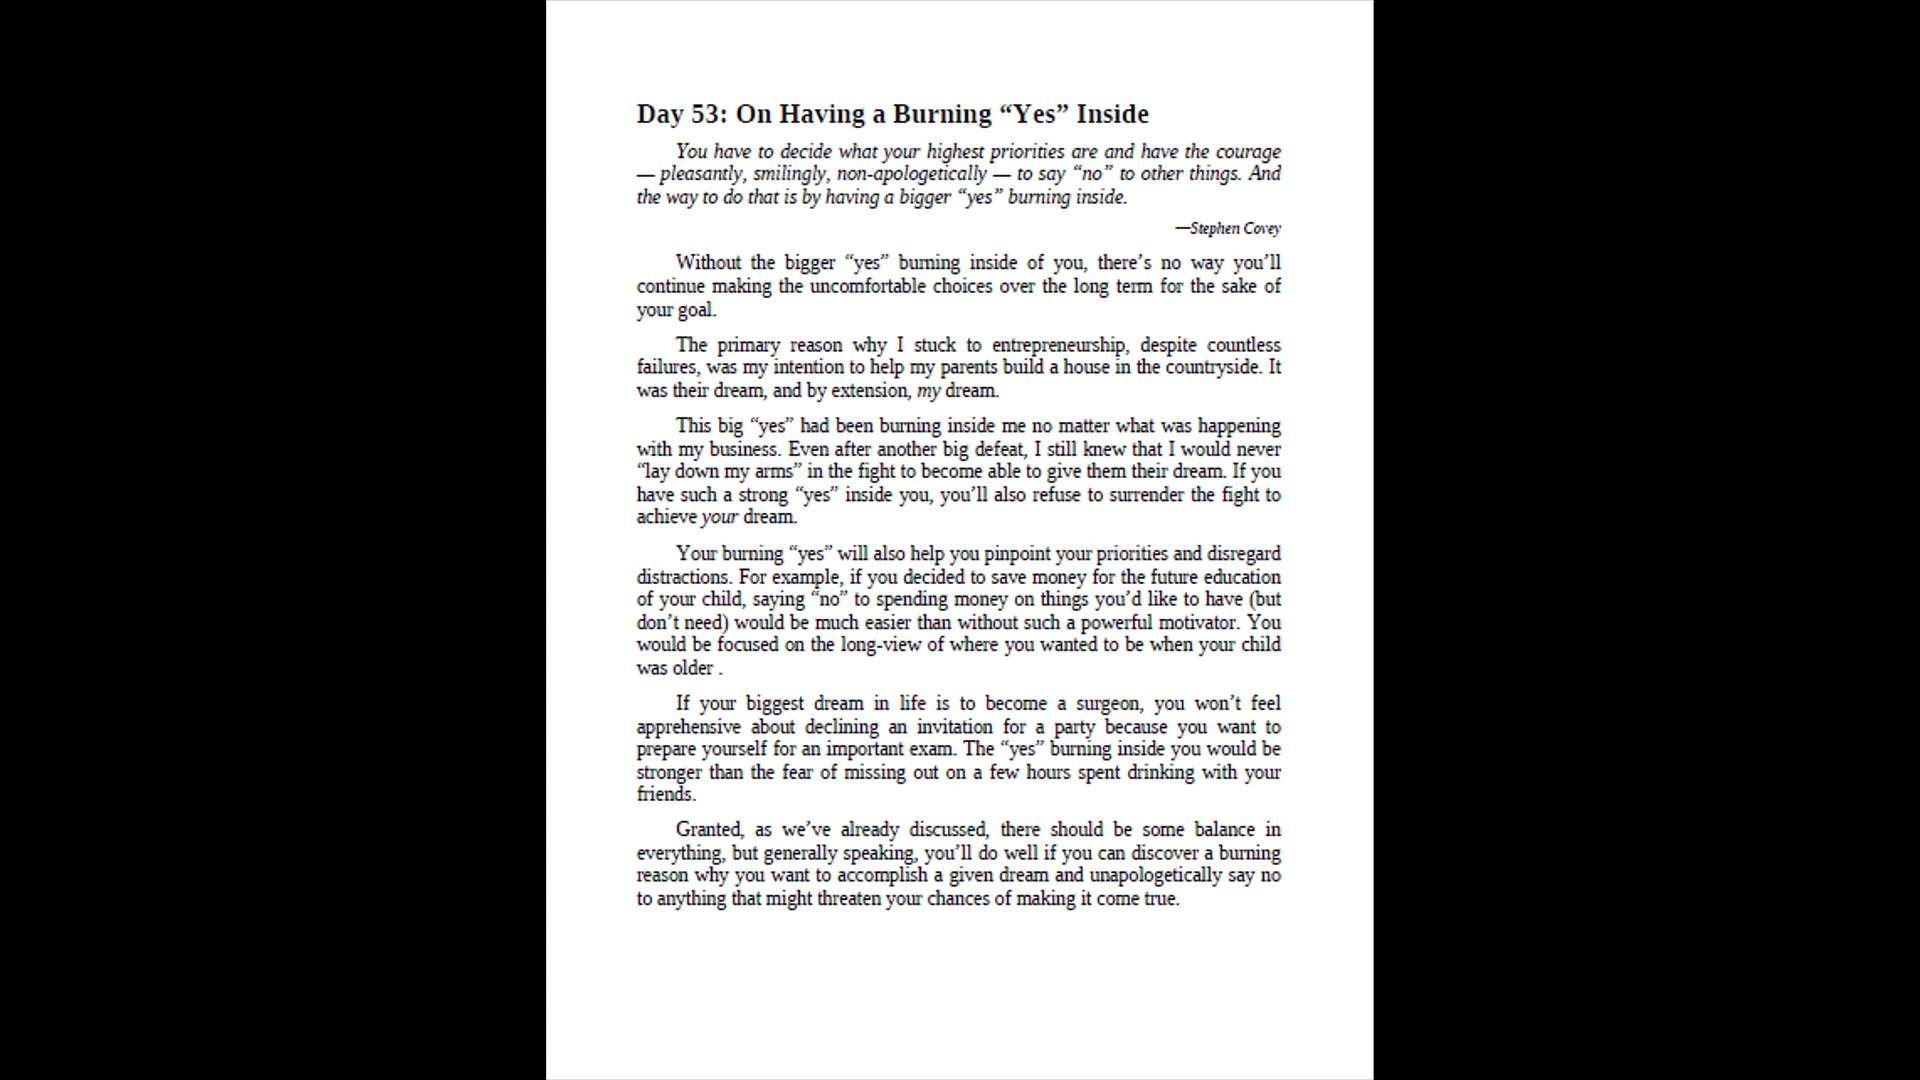 Day 53: On Having a Burning “Yes” Inside
You have to decide what your highest priorities are and have the courage
— pleasantly, smilingly, non-apologetically — to say “no” to other things. And
the way to do that is by having a bigger “yes” burning inside.
—Stephen Covey
Without the bigger “yes” burning inside of you, there’s no way you’ll
continue making the uncomfortable choices over the long term for the sake of
your goal.
The primary reason why I stuck to entrepreneurship, despite countless
failures, was my intention to help my parents build a house in the countryside. It
was their dream, and by extension, my dream.
This big “yes” had been burning inside me no matter what was happening
with my business. Even after another big defeat, I still knew that I would never
“lay down my arms” in the fight to become able to give them their dream. If you
have such a strong “yes” inside you, you’ll also refuse to surrender the fight to
achieve your dream.
Your burning “yes” will also help you pinpoint your priorities and disregard
distractions. For example, if you decided to save money for the future education
of your child, saying “no” to spending money on things you’d like to have (but
don’t need) would be much easier than without such a powerful motivator. You
would be focused on the long-view of where you wanted to be when your child
was older .
If your biggest dream in life is to become a surgeon, you won’t feel
apprehensive about declining an invitation for a party because you want to
prepare yourself for an important exam. The “yes” burning inside you would be
stronger than the fear of missing out on a few hours spent drinking with your
friends.
Granted, as we’ve already discussed, there should be some balance in
everything, but generally speaking, you’ll do well if you can discover a burning
reason why you want to accomplish a given dream and unapologetically say no
to anything that might threaten your chances of making it come true.